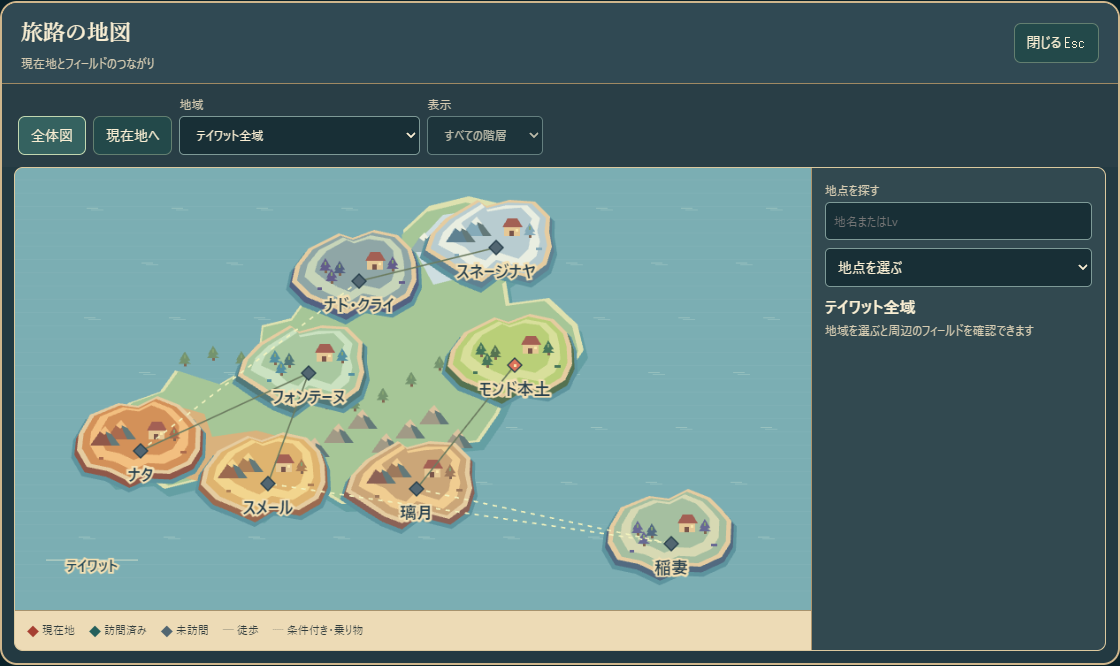 旅路の地図
現在地とフィールドのつながり
閉じる Esc
地域
表示
全体図
現在地へ
テイワット全域
すべての階層
スネージナヤ
ナド・クライ
フォンテーヌ
モンド本土
ナタ
スメール
璃月
稲妻
テイワット
現在地
訪問済み
未訪問
徒歩
条件付き・乗り物
地点を探す
地名またはLv
地点を選ぶ
テイワット全域
地域を選ぶと周辺のフィールドを確認できます